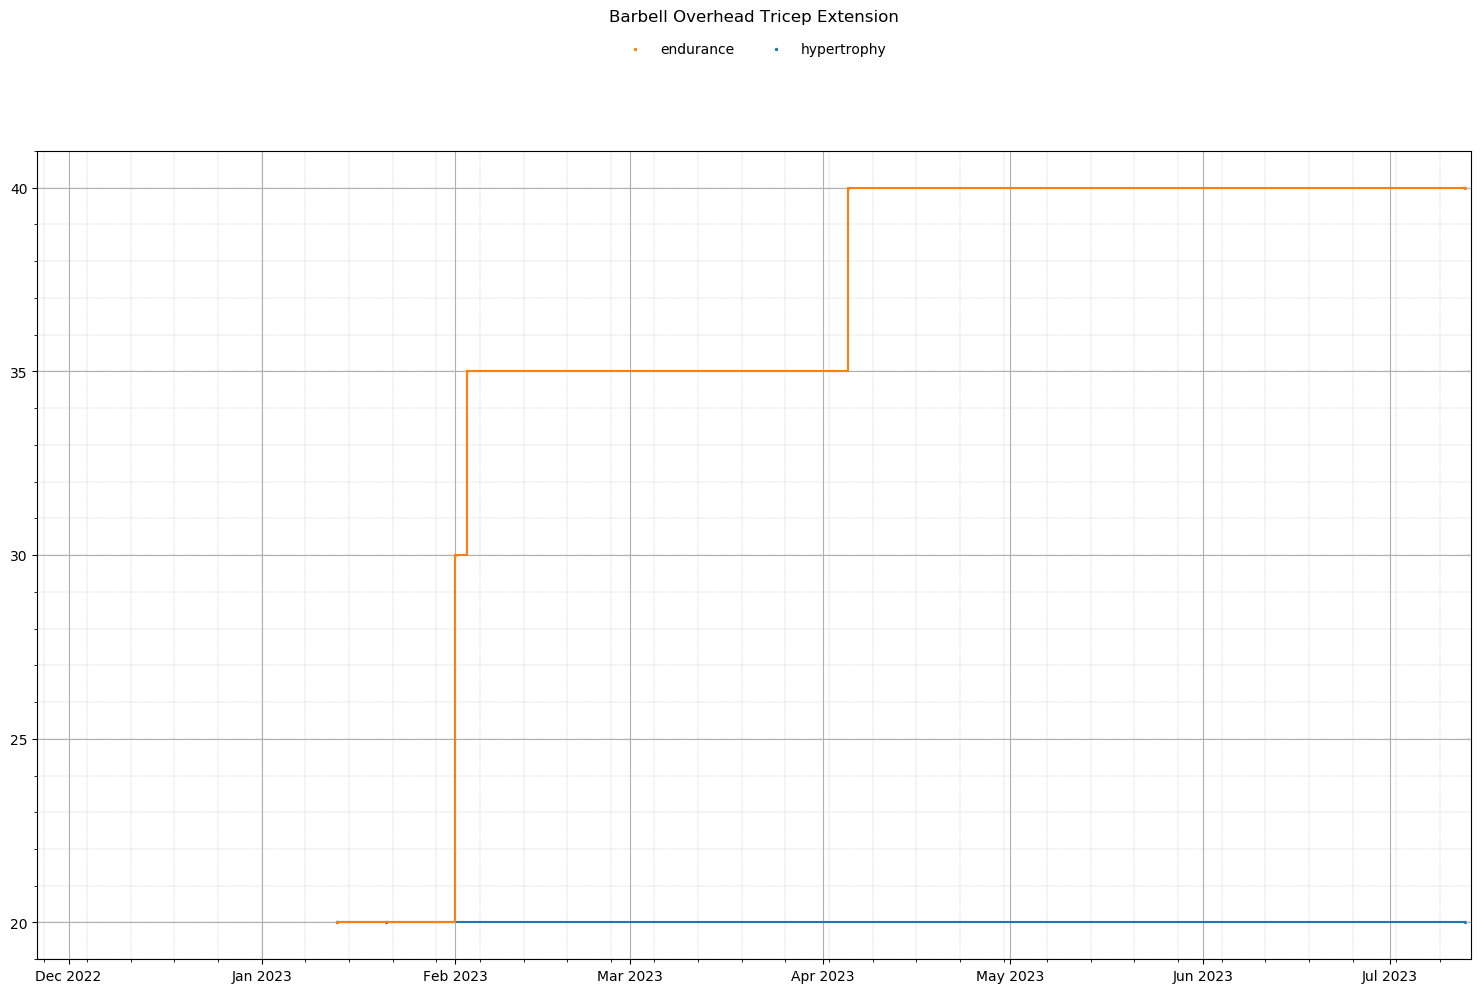 Barbell Overhead Tricep Extension
endurance hypertrophy
40
35
30
25
20
Dec 2022 Jan 2023 Feb 2023 Mar 2023 Apr 2023 May 2023 Jun 2023 Jul 2023